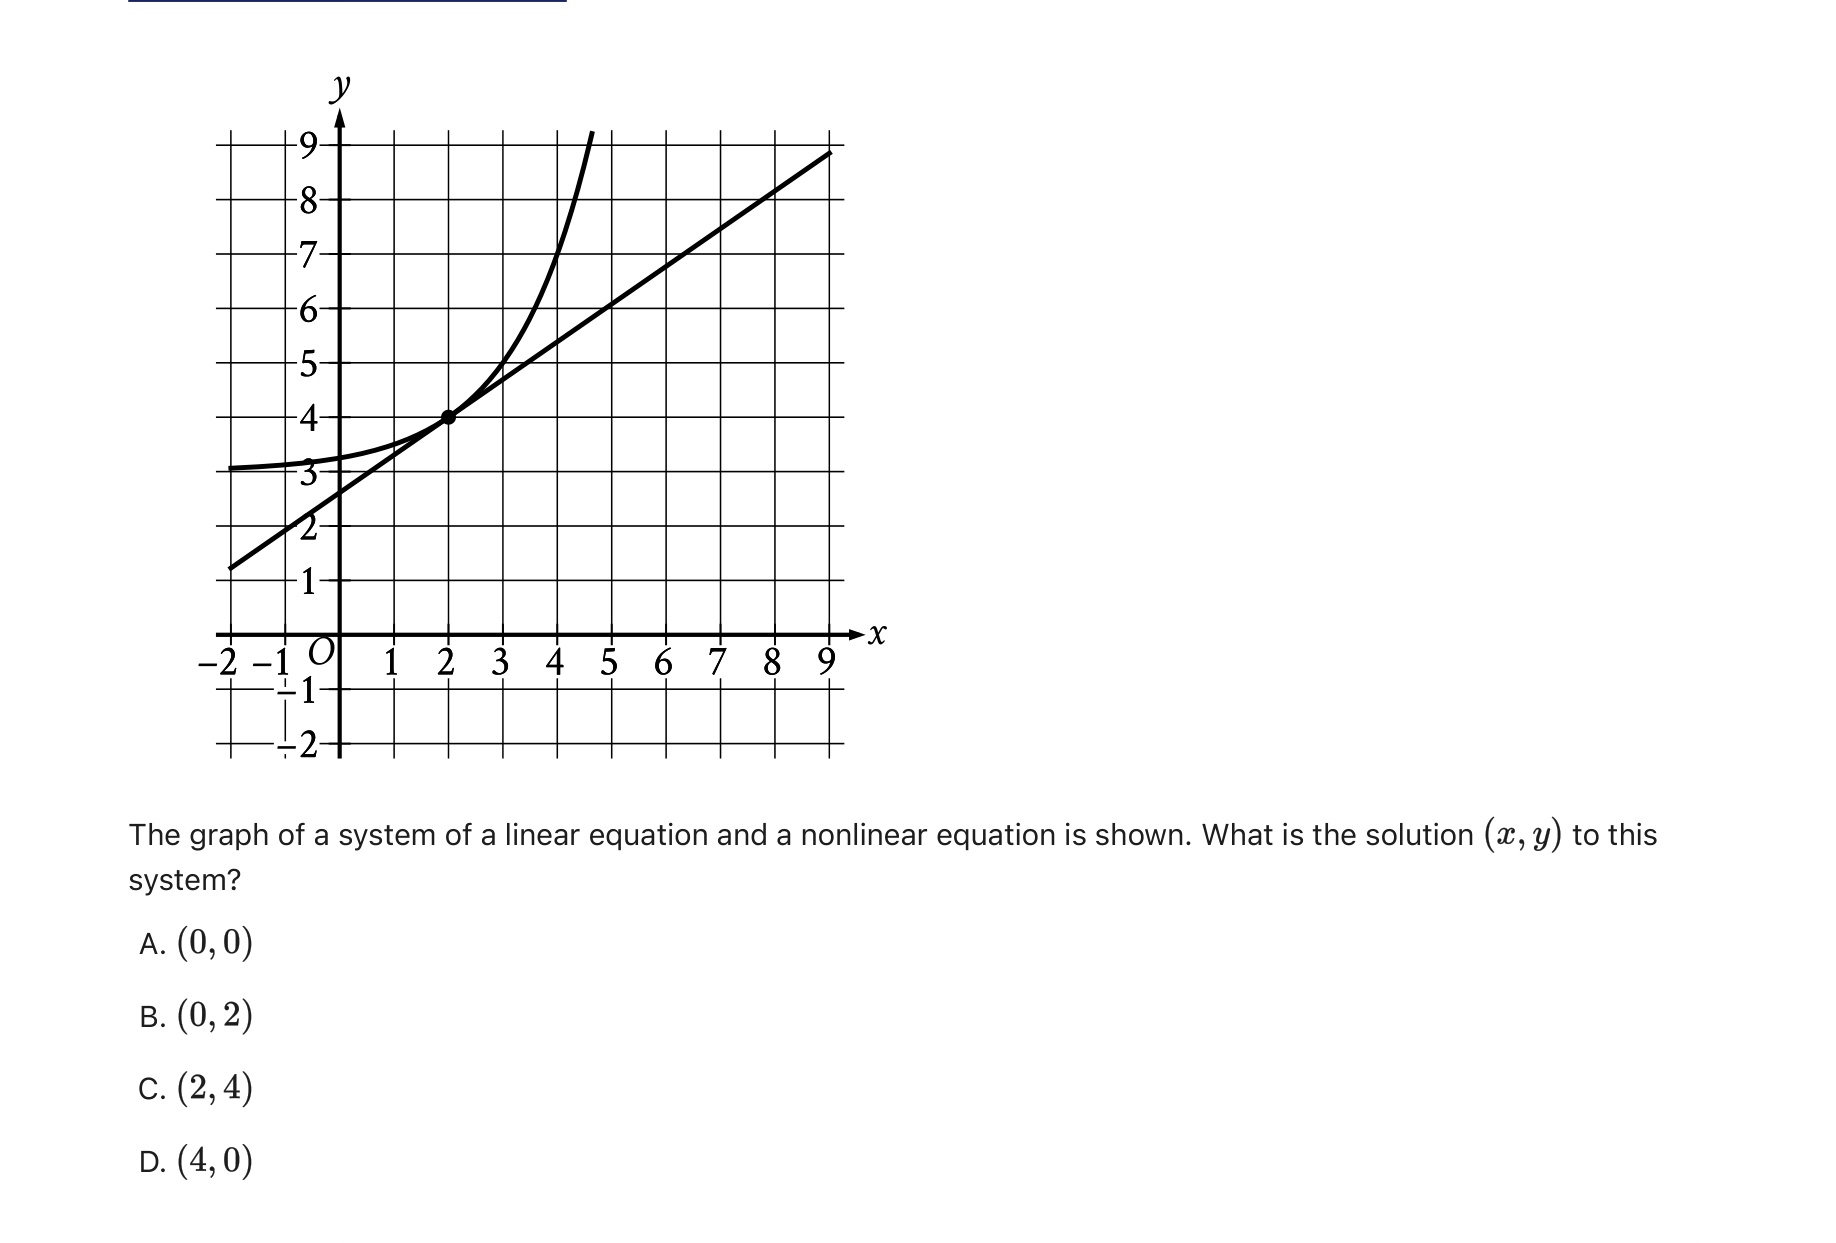 y
9
8
7
6
5
4
3
2
1
O
x
−2 −1 1 2 3 4 5 6 7 8 9
−1
−2
The graph of a system of a linear equation and a nonlinear equation is shown. What is the solution (x, y) to this
system?
A. (0, 0)
B. (0, 2)
C. (2, 4)
D. (4, 0)